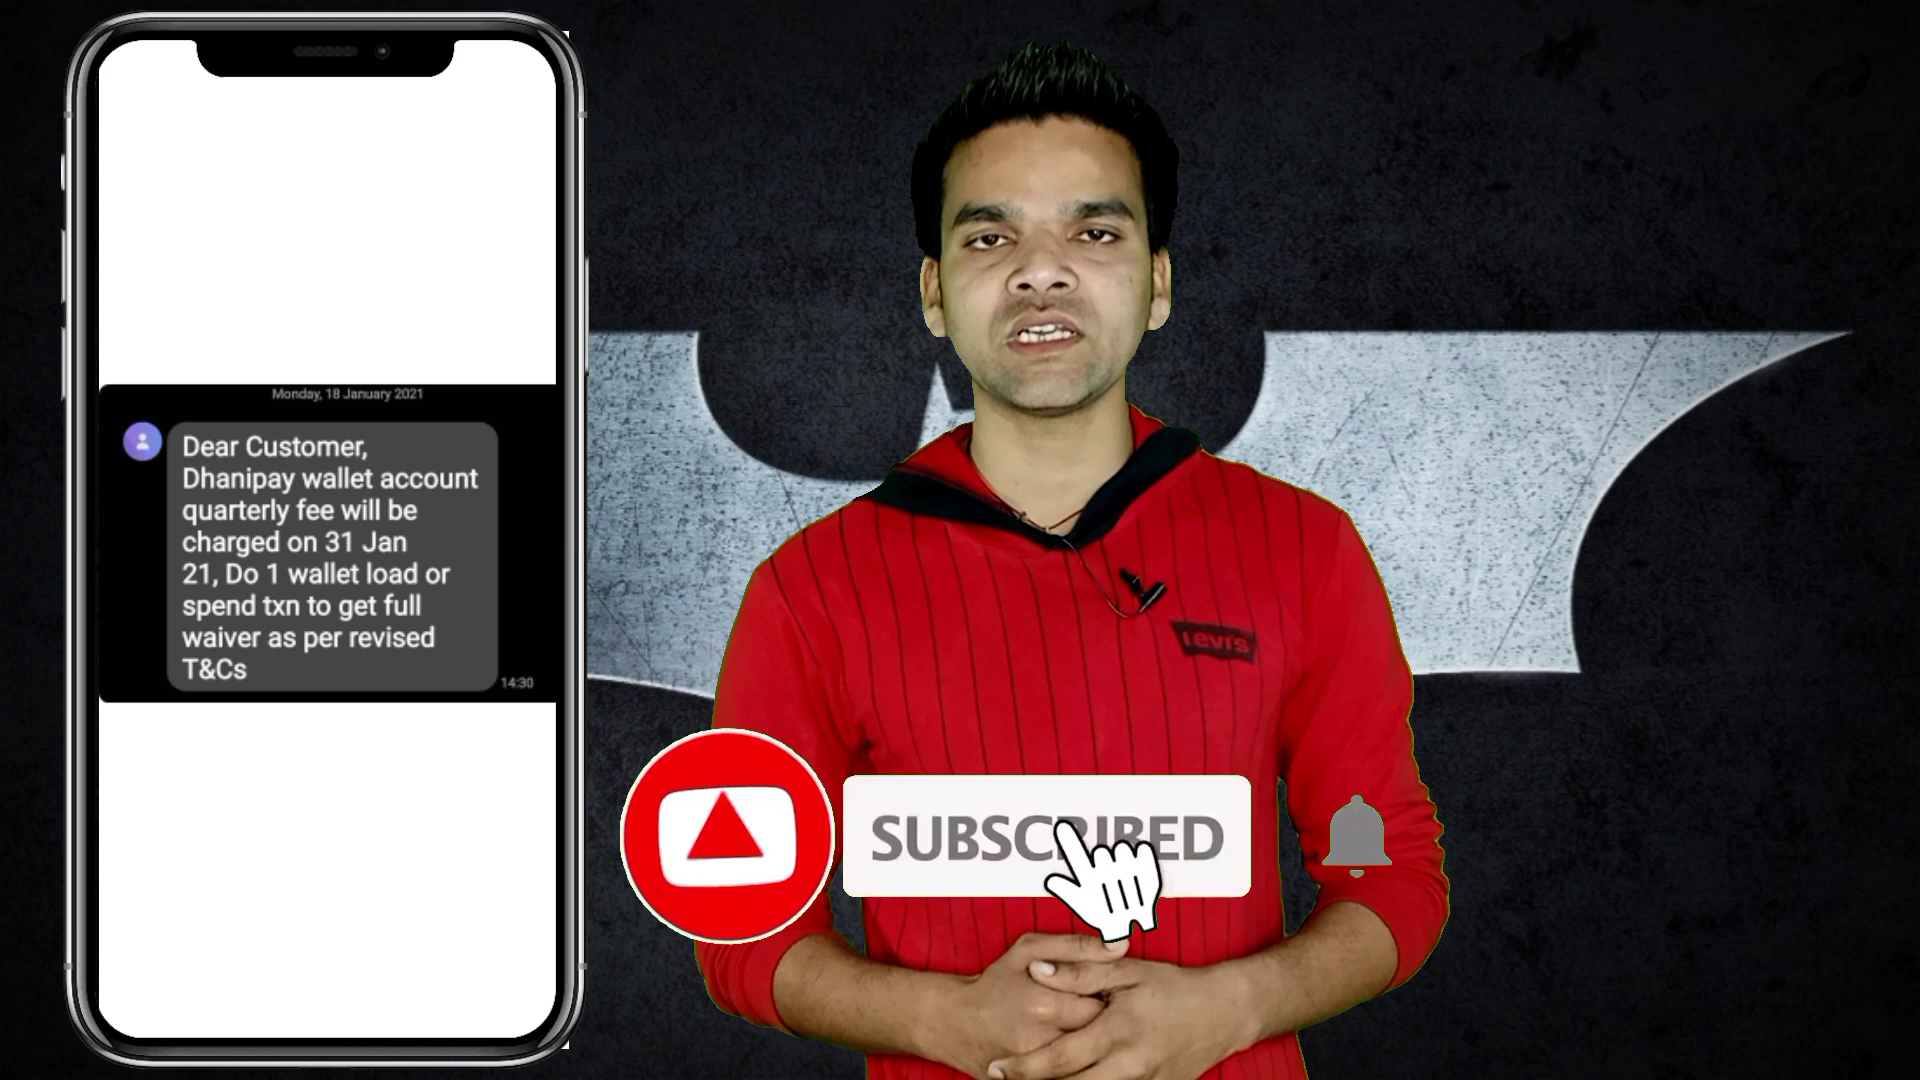 Monday, 18 January 2021
Dear Customer,
Dhanipay wallet account
quarterly fee will be
charged on 31 Jan
21, Do 1 wallet load or
spend txn to get full
waiver as per revised
T&Cs
14:30
Levi's
SUBSCRIBED